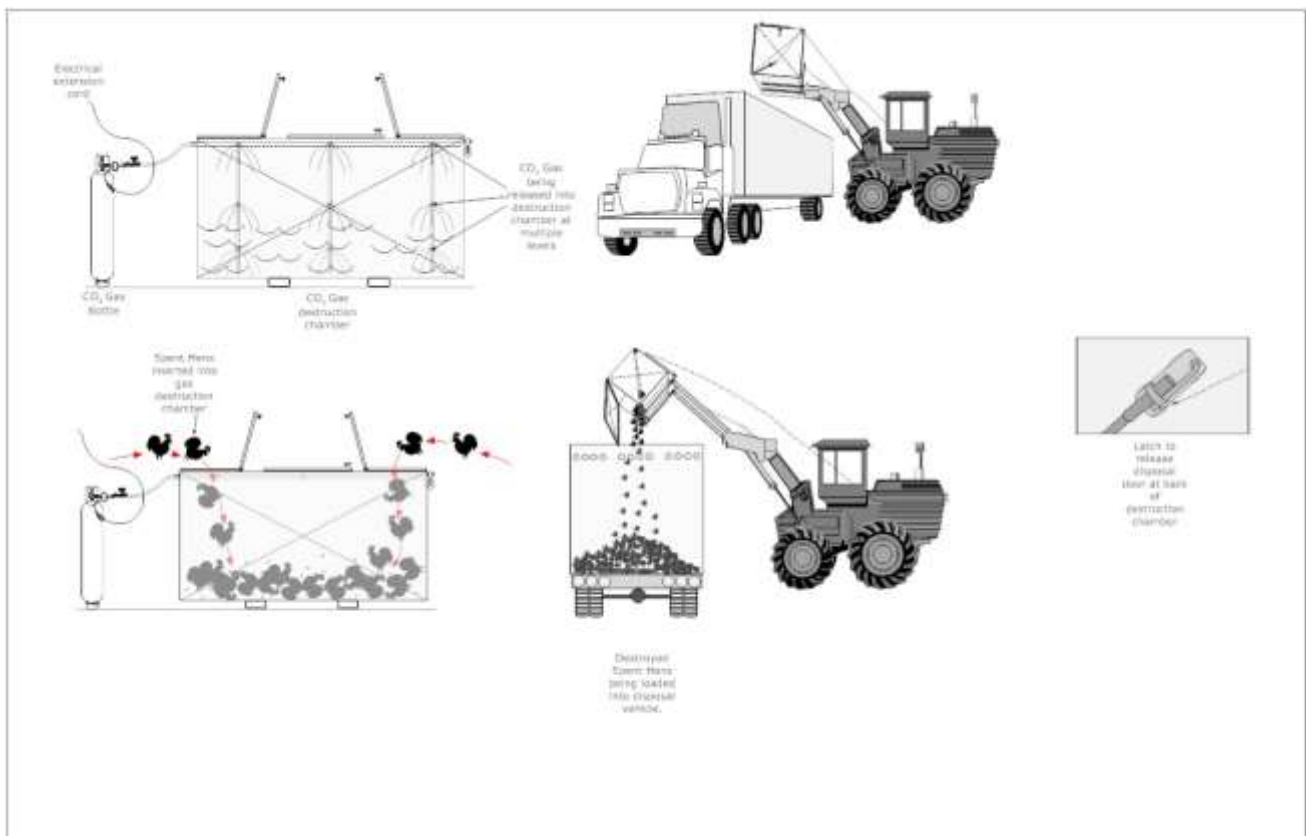 Electrical
extension
cord
CO₂ Gas
being
released into
destruction
chamber at
multiple
levels
CO₂ Gas
Bottle
CO₂ Gas
destruction
chamber
Spent Hens
inserted into
gas
destruction
chamber
Latch to
release
disposal
door at back
of
destruction
chamber
Destroyed
Spent Hens
being loaded
into disposal
vehicle.